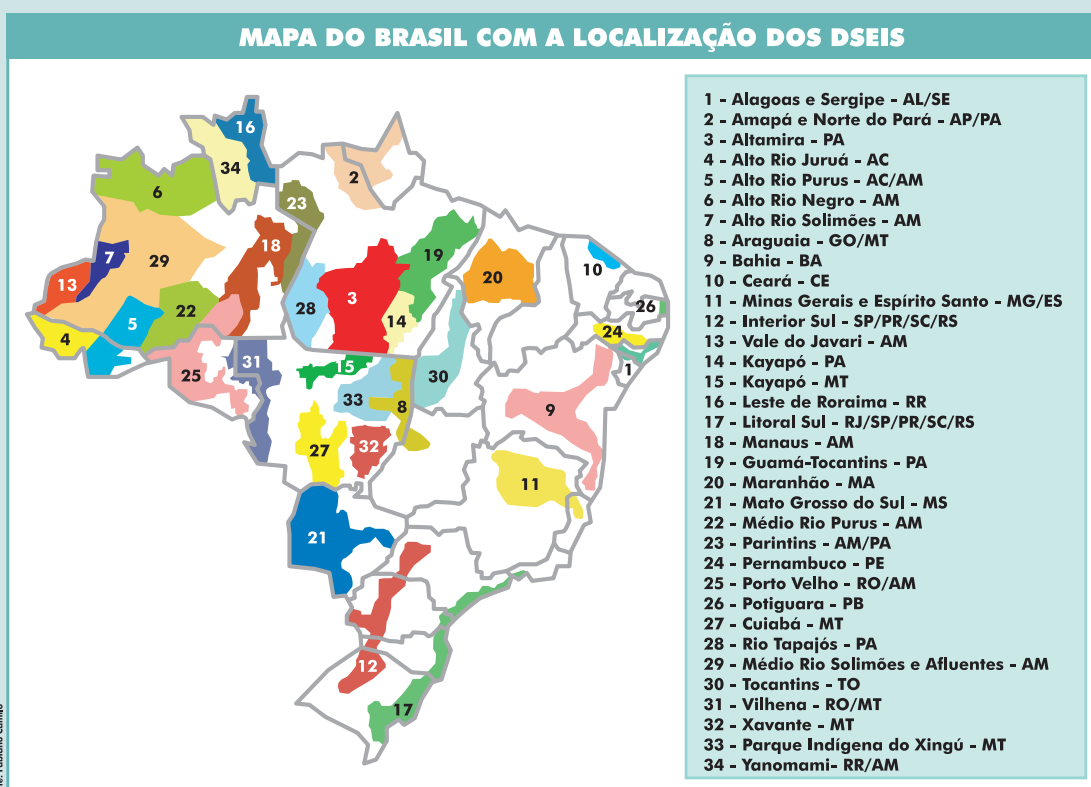 MAPA DO BRASIL COM A LOCALIZAÇÃO DOS DSEIS
1 - Alagoas e Sergipe - AL/SE
2 - Amapá e Norte do Pará - AP/PA
3 - Altamira - PA
4 - Alto Rio Juruá - AC
5 - Alto Rio Purus - AC/AM
6 - Alto Rio Negro - AM
7 - Alto Rio Solimões - AM
8 - Araguaia - GO/MT
9 - Bahia - BA
10 - Ceará - CE
11 - Minas Gerais e Espírito Santo - MG/ES
12 - Interior Sul - SP/PR/SC/RS
13 - Vale do Javari - AM
14 - Kayapó - PA
15 - Kayapó - MT
16 - Leste de Roraima - RR
17 - Litoral Sul - RJ/SP/PR/SC/RS
18 - Manaus - AM
19 - Guamá-Tocantins - PA
20 - Maranhão - MA
21 - Mato Grosso do Sul - MS
22 - Médio Rio Purus - AM
23 - Parintins - AM/PA
24 - Pernambuco - PE
25 - Porto Velho - RO/AM
26 - Potiguara - PB
27 - Cuiabá - MT
28 - Rio Tapajós - PA
29 - Médio Rio Solimões e Afluentes - AM
30 - Tocantins - TO
31 - Vilhena - RO/MT
32 - Xavante - MT
33 - Parque Indígena do Xingú - MT
34 - Yanomami- RR/AM
16
34
2
6
23
18
7
29
19
10
20
13
26
28
3
22
14
5
24
4
31
15
1
25
30
33
8
9
32
27
11
21
12
17